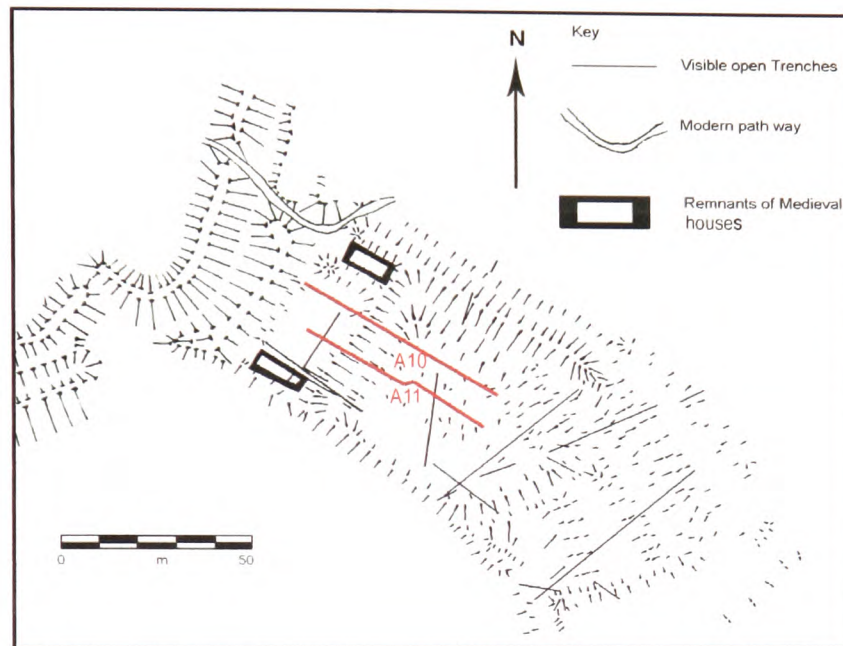 N
Key
Visible open Trenches
Modern path way
Remnants of Medieval
houses
A10
A11
0 m 50